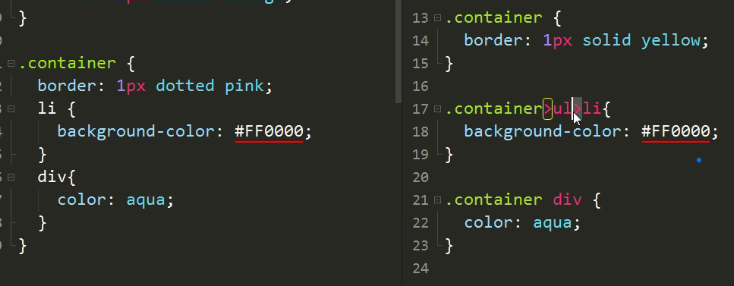 }
.container {
border: 1px dotted pink;
li {
background-color: #FF0000;
}
div{
color: aqua;
}
}
13 .container {
14 border: 1px solid yellow;
15 }
16
17 .container>ul>li{
18 background-color: #FF0000;
19 }
20
21 .container div {
22 color: aqua;
23 }
24